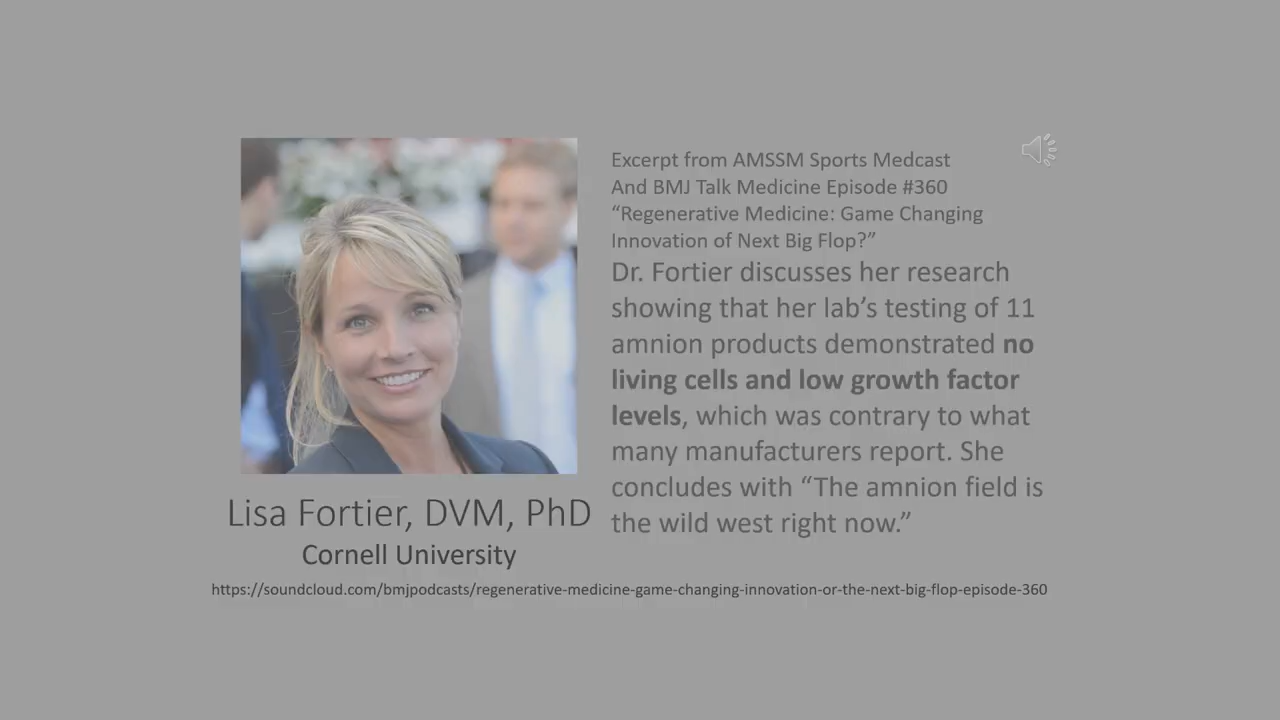 Excerpt from AMSSM Sports Medcast
And BMJ Talk Medicine Episode #360
“Regenerative Medicine: Game Changing
Innovation of Next Big Flop?”
Dr. Fortier discusses her research
showing that her lab’s testing of 11
amnion products demonstrated no
living cells and low growth factor
levels, which was contrary to what
many manufacturers report. She
concludes with “The amnion field is
the wild west right now.”
Lisa Fortier, DVM, PhD
Cornell University
https://soundcloud.com/bmjpodcasts/regenerative-medicine-game-changing-innovation-or-the-next-big-flop-episode-360